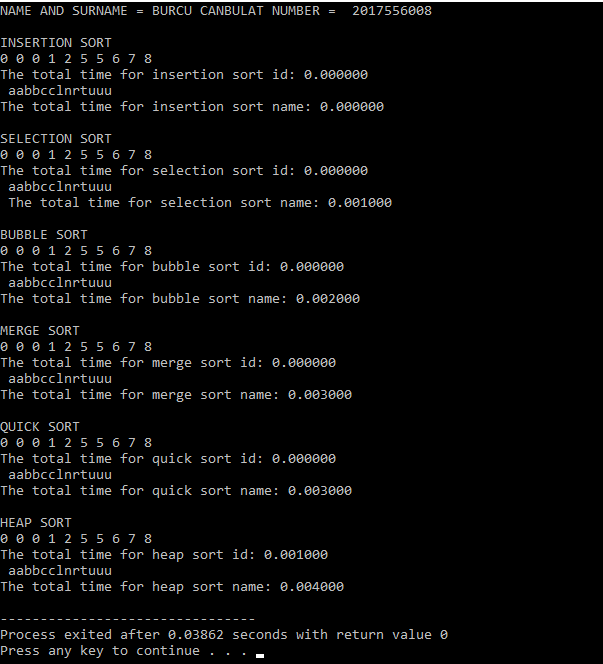 NAME AND SURNAME = BURCU CANBULAT NUMBER =  2017556008
INSERTION SORT
0 0 0 1 2 5 5 6 7 8
The total time for insertion sort id: 0.000000
aabbcclnrtuuu
The total time for insertion sort name: 0.000000
SELECTION SORT
0 0 0 1 2 5 5 6 7 8
The total time for selection sort id: 0.000000
aabbcclnrtuuu
The total time for selection sort name: 0.001000
BUBBLE SORT
0 0 0 1 2 5 5 6 7 8
The total time for bubble sort id: 0.000000
aabbcclnrtuuu
The total time for bubble sort name: 0.002000
MERGE SORT
0 0 0 1 2 5 5 6 7 8
The total time for merge sort id: 0.000000
aabbcclnrtuuu
The total time for merge sort name: 0.003000
QUICK SORT
0 0 0 1 2 5 5 6 7 8
The total time for quick sort id: 0.000000
aabbcclnrtuuu
The total time for quick sort name: 0.003000
HEAP SORT
0 0 0 1 2 5 5 6 7 8
The total time for heap sort id: 0.001000
aabbcclnrtuuu
The total time for heap sort name: 0.004000
--------------------------------
Process exited after 0.03862 seconds with return value 0
Press any key to continue . . .